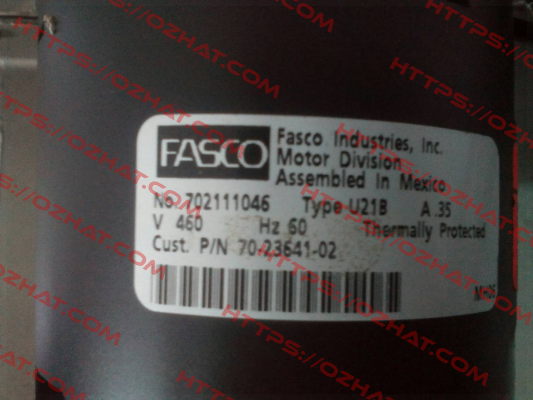 FASCO
Fasco Industries, Inc.
Motor Division
Assembled In Mexico
No. 702111046 Type U21B A .35
V 460 Hz 60 Thermally Protected
Cust. P/N 70-23641-02
HTTPS://OZHAT.COM